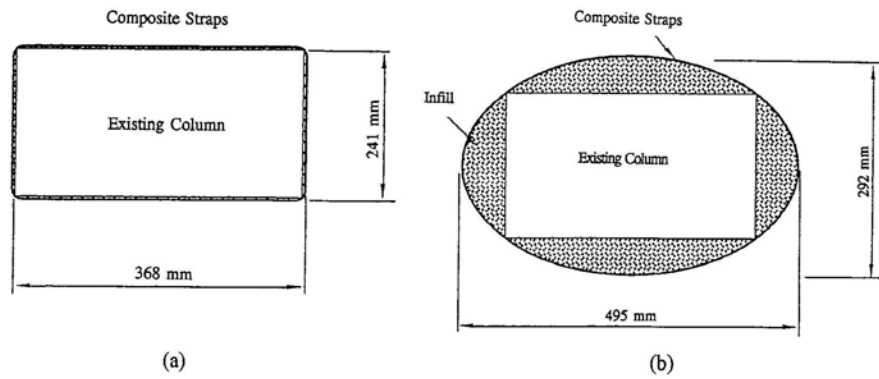 Composite Straps
Existing Column
241 mm
368 mm
(a)
Composite Straps
Infill
Existing Column
292 mm
495 mm
(b)